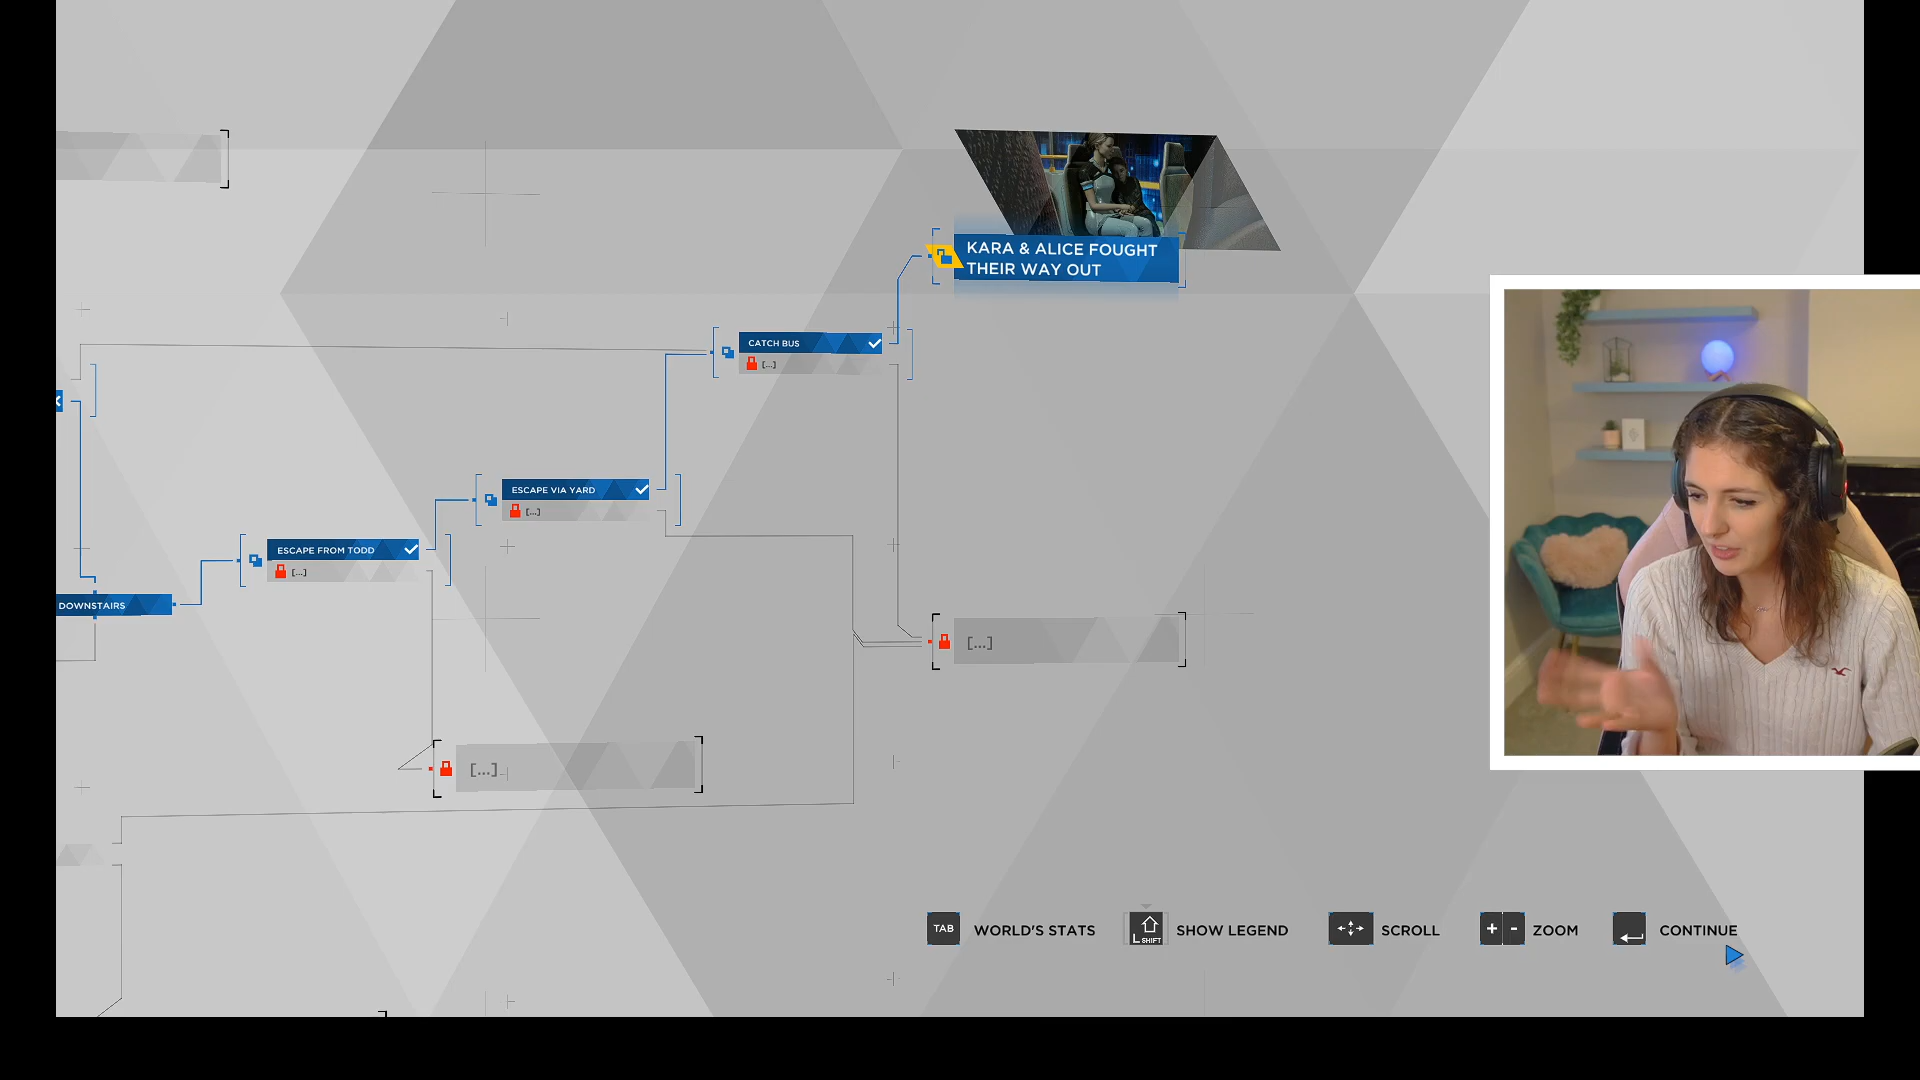 KARA & ALICE FOUGHT
THEIR WAY OUT
CATCH BUS
[...]
ESCAPE VIA YARD
[...]
ESCAPE FROM TODD
[...]
DOWNSTAIRS
[...]
[...]
TAB
WORLD'S STATS
L SHIFT
SHOW LEGEND
SCROLL
+ -
ZOOM
CONTINUE